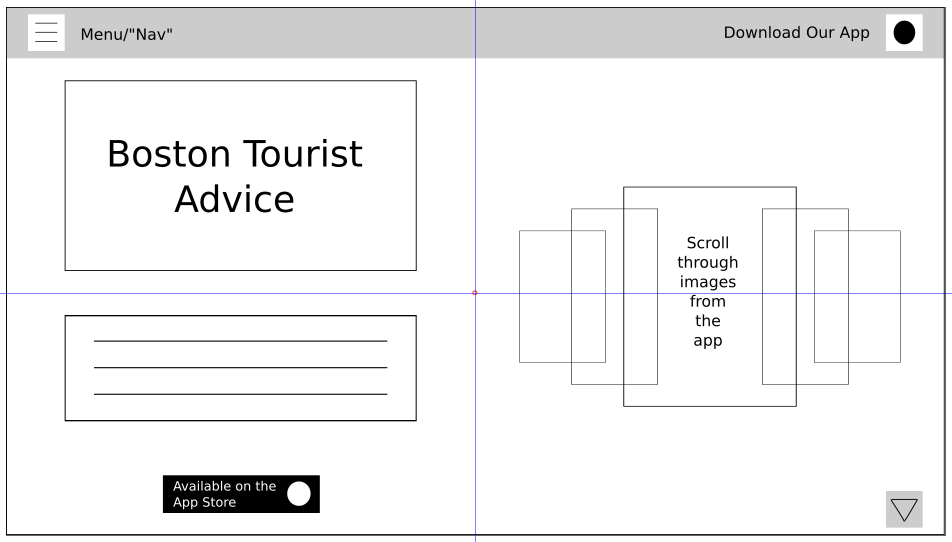 Menu/"Nav"
Download Our App
Boston Tourist
Advice
Scroll
through
images
from
the
app
Available on the
App Store